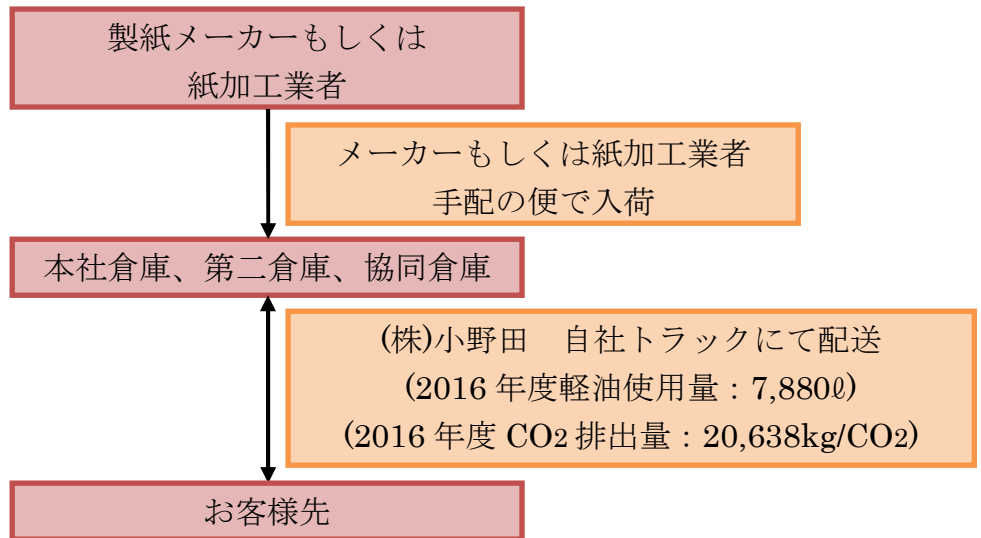 製紙メーカーもしくは
紙加工業者
メーカーもしくは紙加工業者
手配の便で入荷
本社倉庫、第二倉庫、協同倉庫
(株)小野田　自社トラックにて配送
(2016 年度軽油使用量：7,880ℓ)
(2016 年度 CO2 排出量：20,638kg/CO2)
お客様先